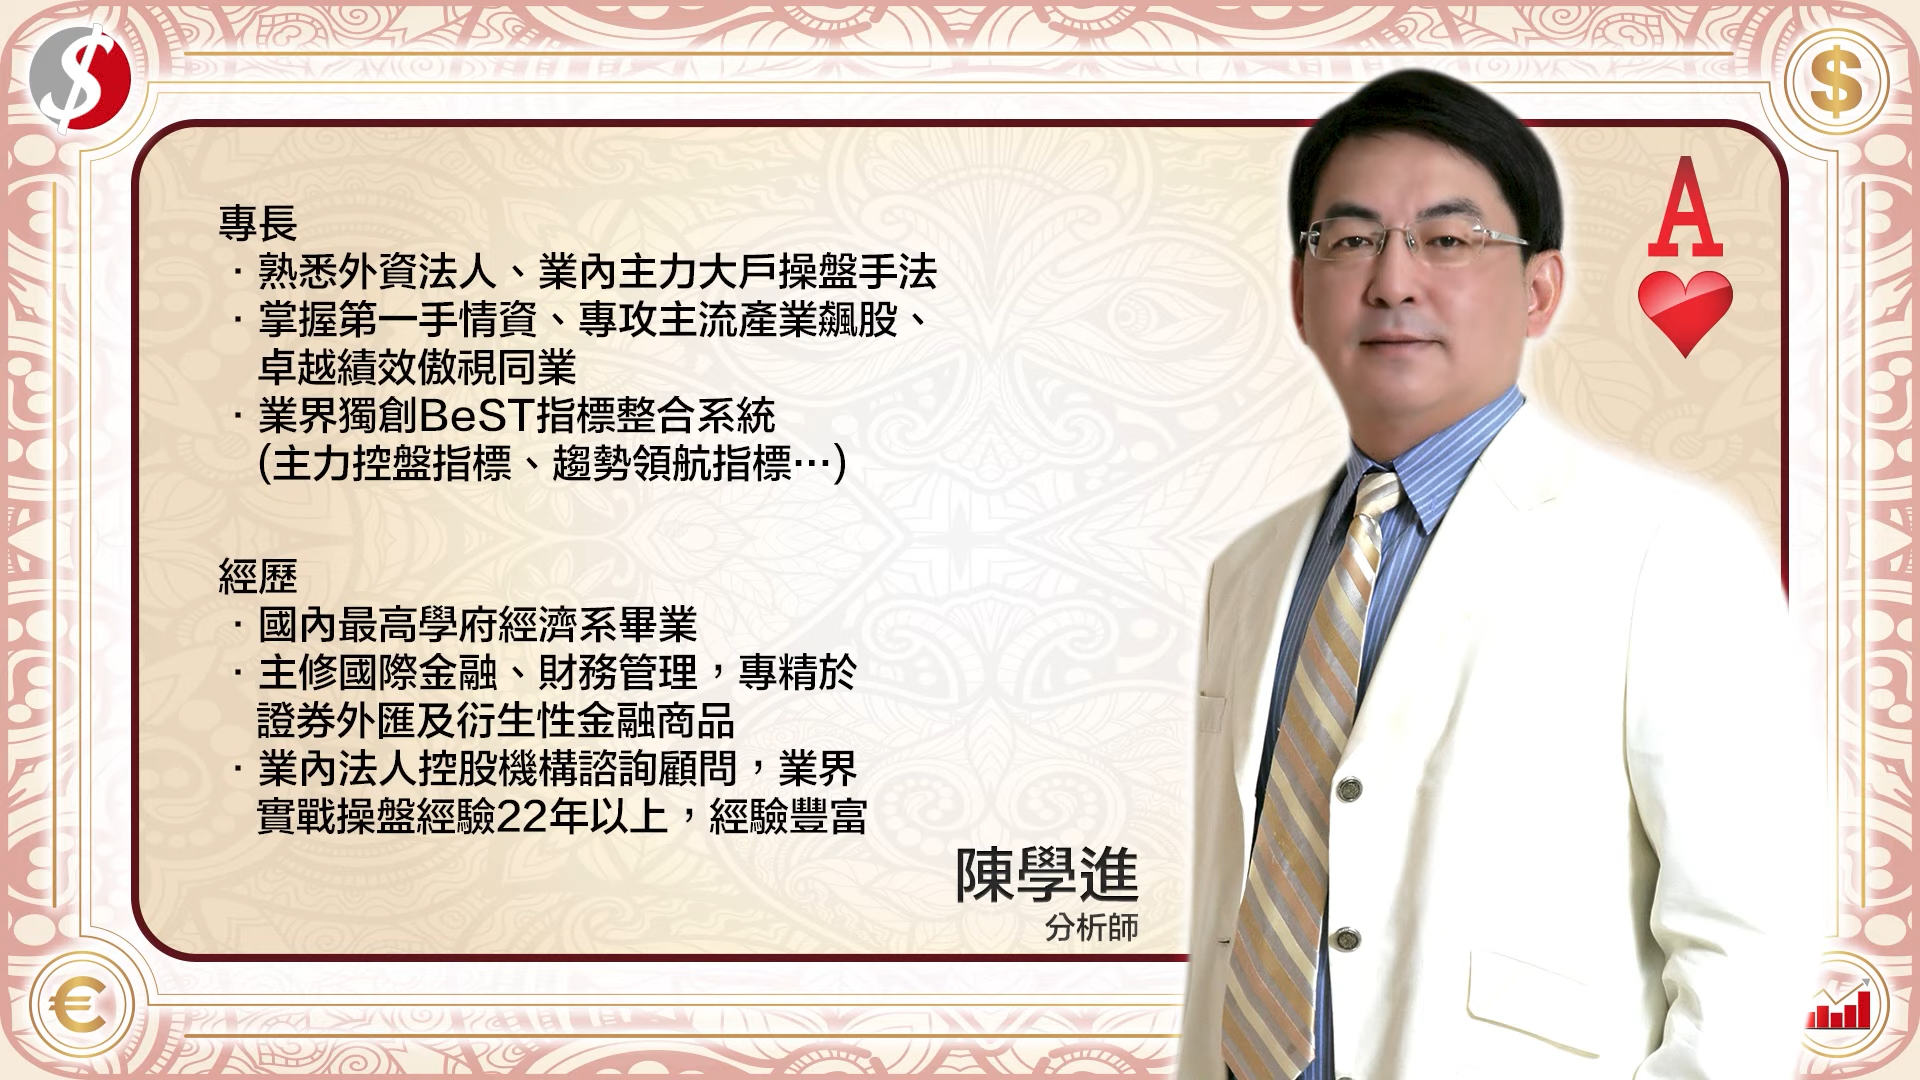 專長
·熟悉外資法人、業內主力大戶操盤手法
·掌握第一手情資、專攻主流產業飆股、
卓越績效傲視同業
·業界獨創BeST指標整合系統
(主力控盤指標、趨勢領航指標…)
經歷
·國內最高學府經濟系畢業
·主修國際金融、財務管理，專精於
證券外匯及衍生性金融商品
·業內法人控股機構諮詢顧問，業界
實戰操盤經驗22年以上，經驗豐富
陳學進
分析師
A
$
$
€